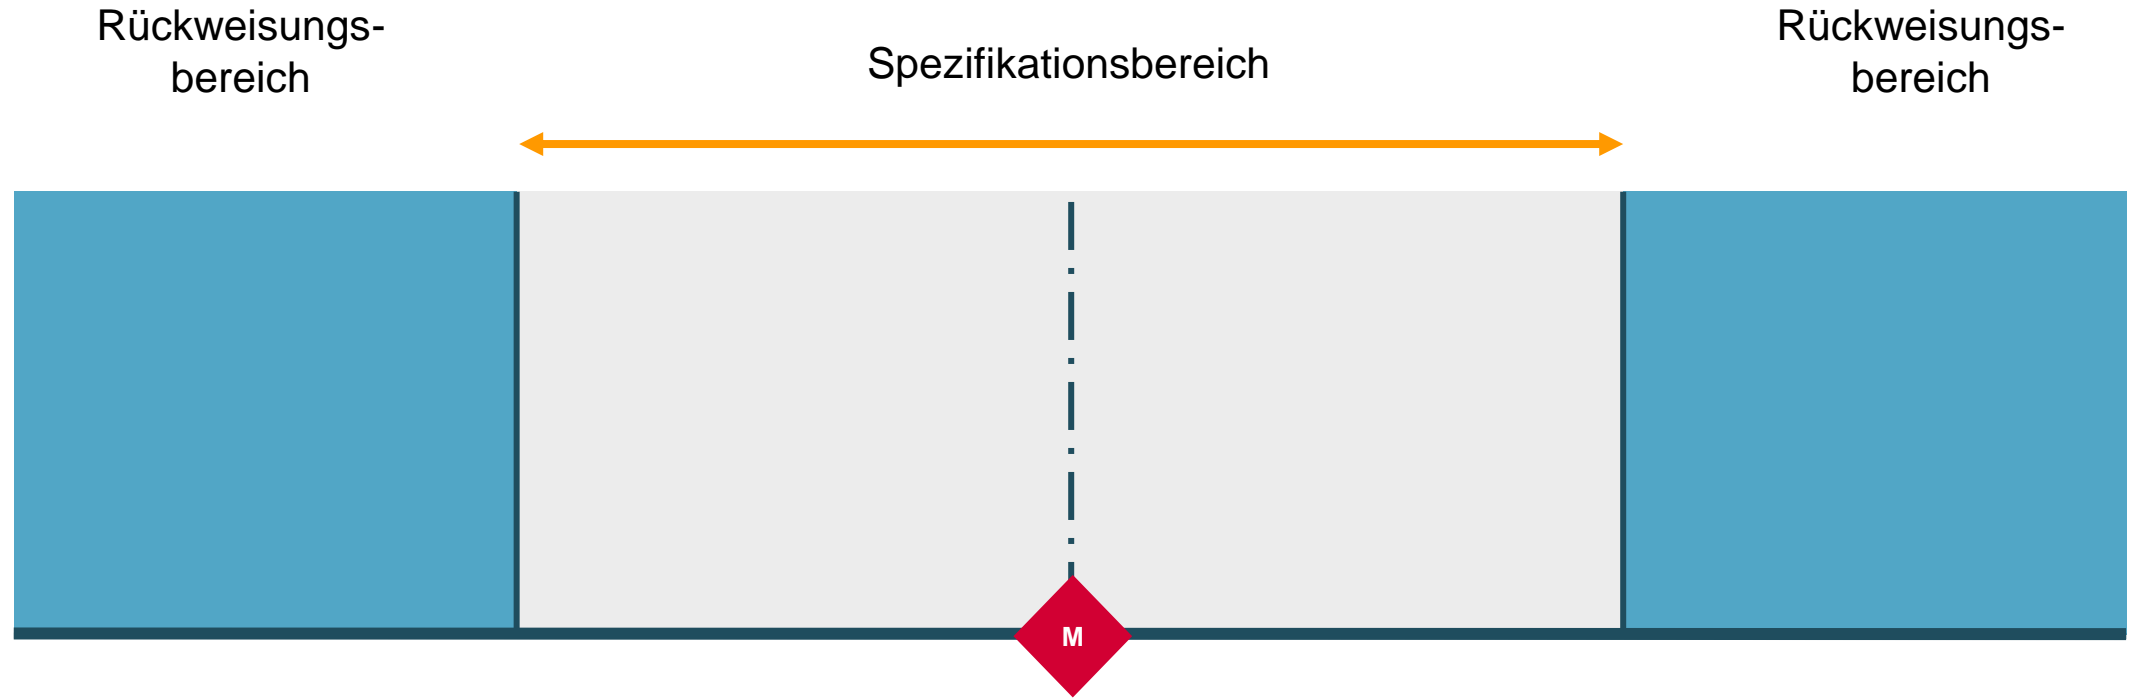 Rückweisungs-
bereich
Spezifikationsbereich
Rückweisungs-
bereich
M